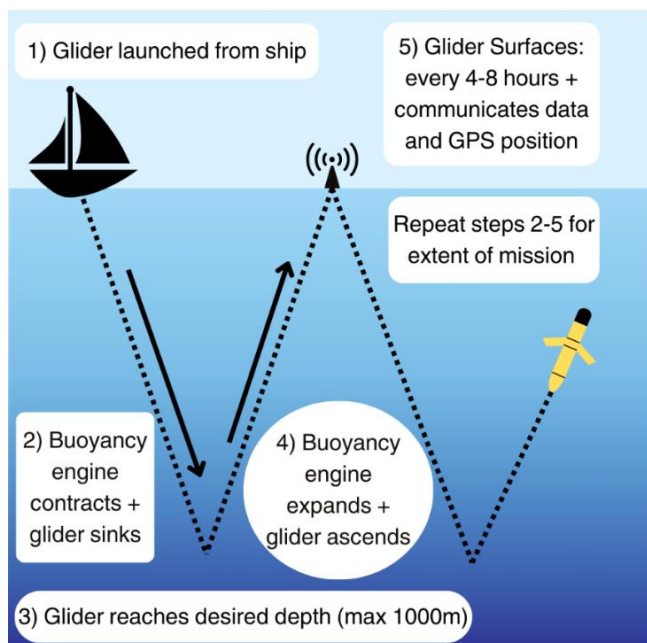 1) Glider launched from ship
5) Glider Surfaces:
every 4-8 hours +
communicates data
and GPS position
Repeat steps 2-5 for
extent of mission
2) Buoyancy
engine
contracts +
glider sinks
4) Buoyancy
engine
expands +
glider ascends
3) Glider reaches desired depth (max 1000m)